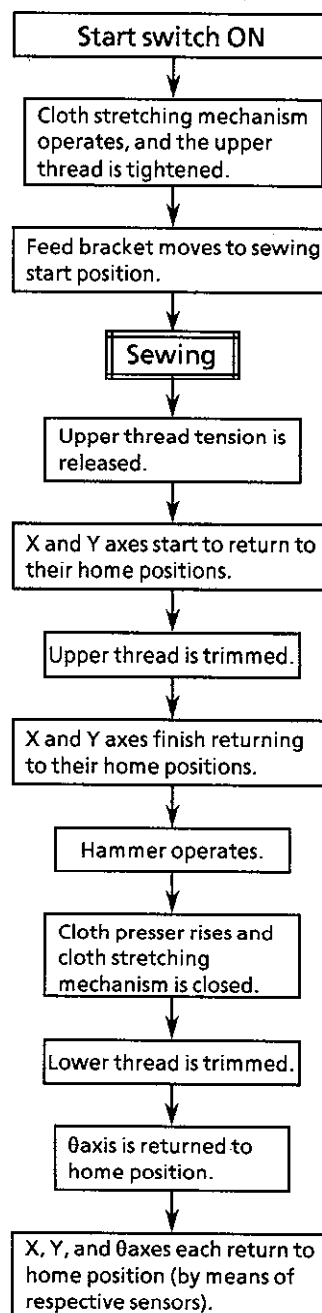 Start switch ON
Cloth stretching mechanism
operates, and the upper
thread is tightened.
Feed bracket moves to sewing
start position.
Sewing
Upper thread tension is
released.
X and Y axes start to return to
their home positions.
Upper thread is trimmed.
X and Y axes finish returning
to their home positions.
Hammer operates.
Cloth presser rises and
cloth stretching
mechanism is closed.
Lower thread is trimmed.
θaxis is returned to
home position.
X, Y, and θaxes each return to
home position (by means of
respective sensors).